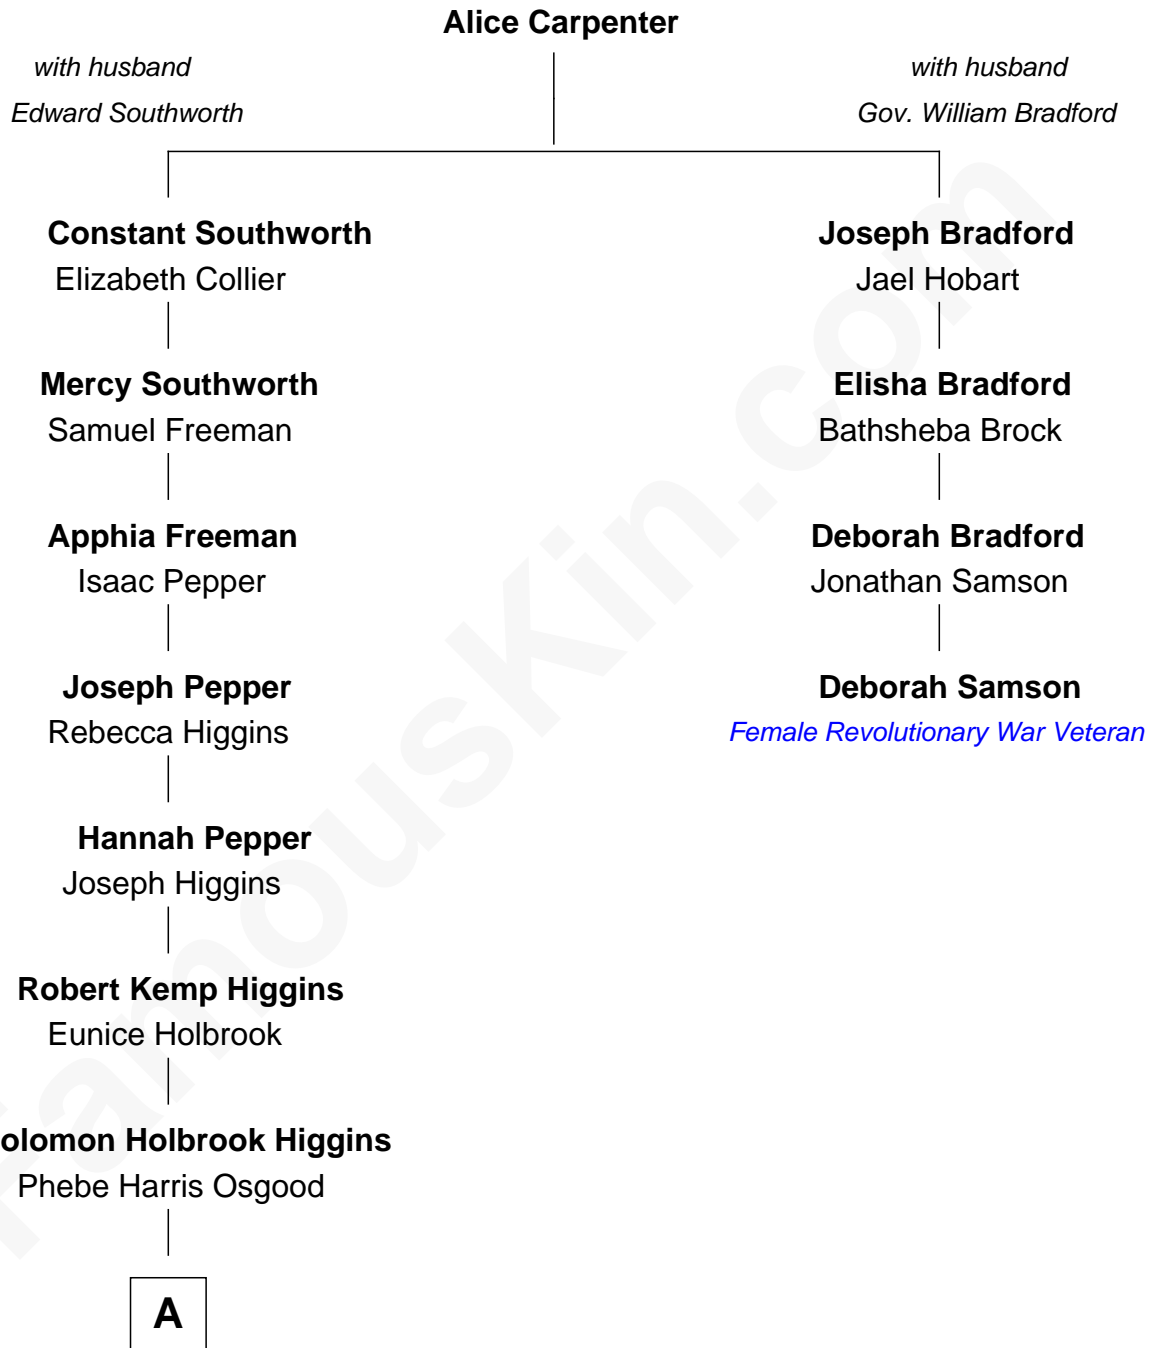 Alice Carpenter
with husband
Edward Southworth
with husband
Gov. William Bradford
Constant Southworth
Elizabeth Collier
Joseph Bradford
Jael Hobart
Mercy Southworth
Samuel Freeman
Elisha Bradford
Bathsheba Brock
Apphia Freeman
Isaac Pepper
Deborah Bradford
Jonathan Samson
Joseph Pepper
Rebecca Higgins
Deborah Samson
Female Revolutionary War Veteran
Hannah Pepper
Joseph Higgins
Robert Kemp Higgins
Eunice Holbrook
olomon Holbrook Higgins
Phebe Harris Osgood
A
FamousKin.com